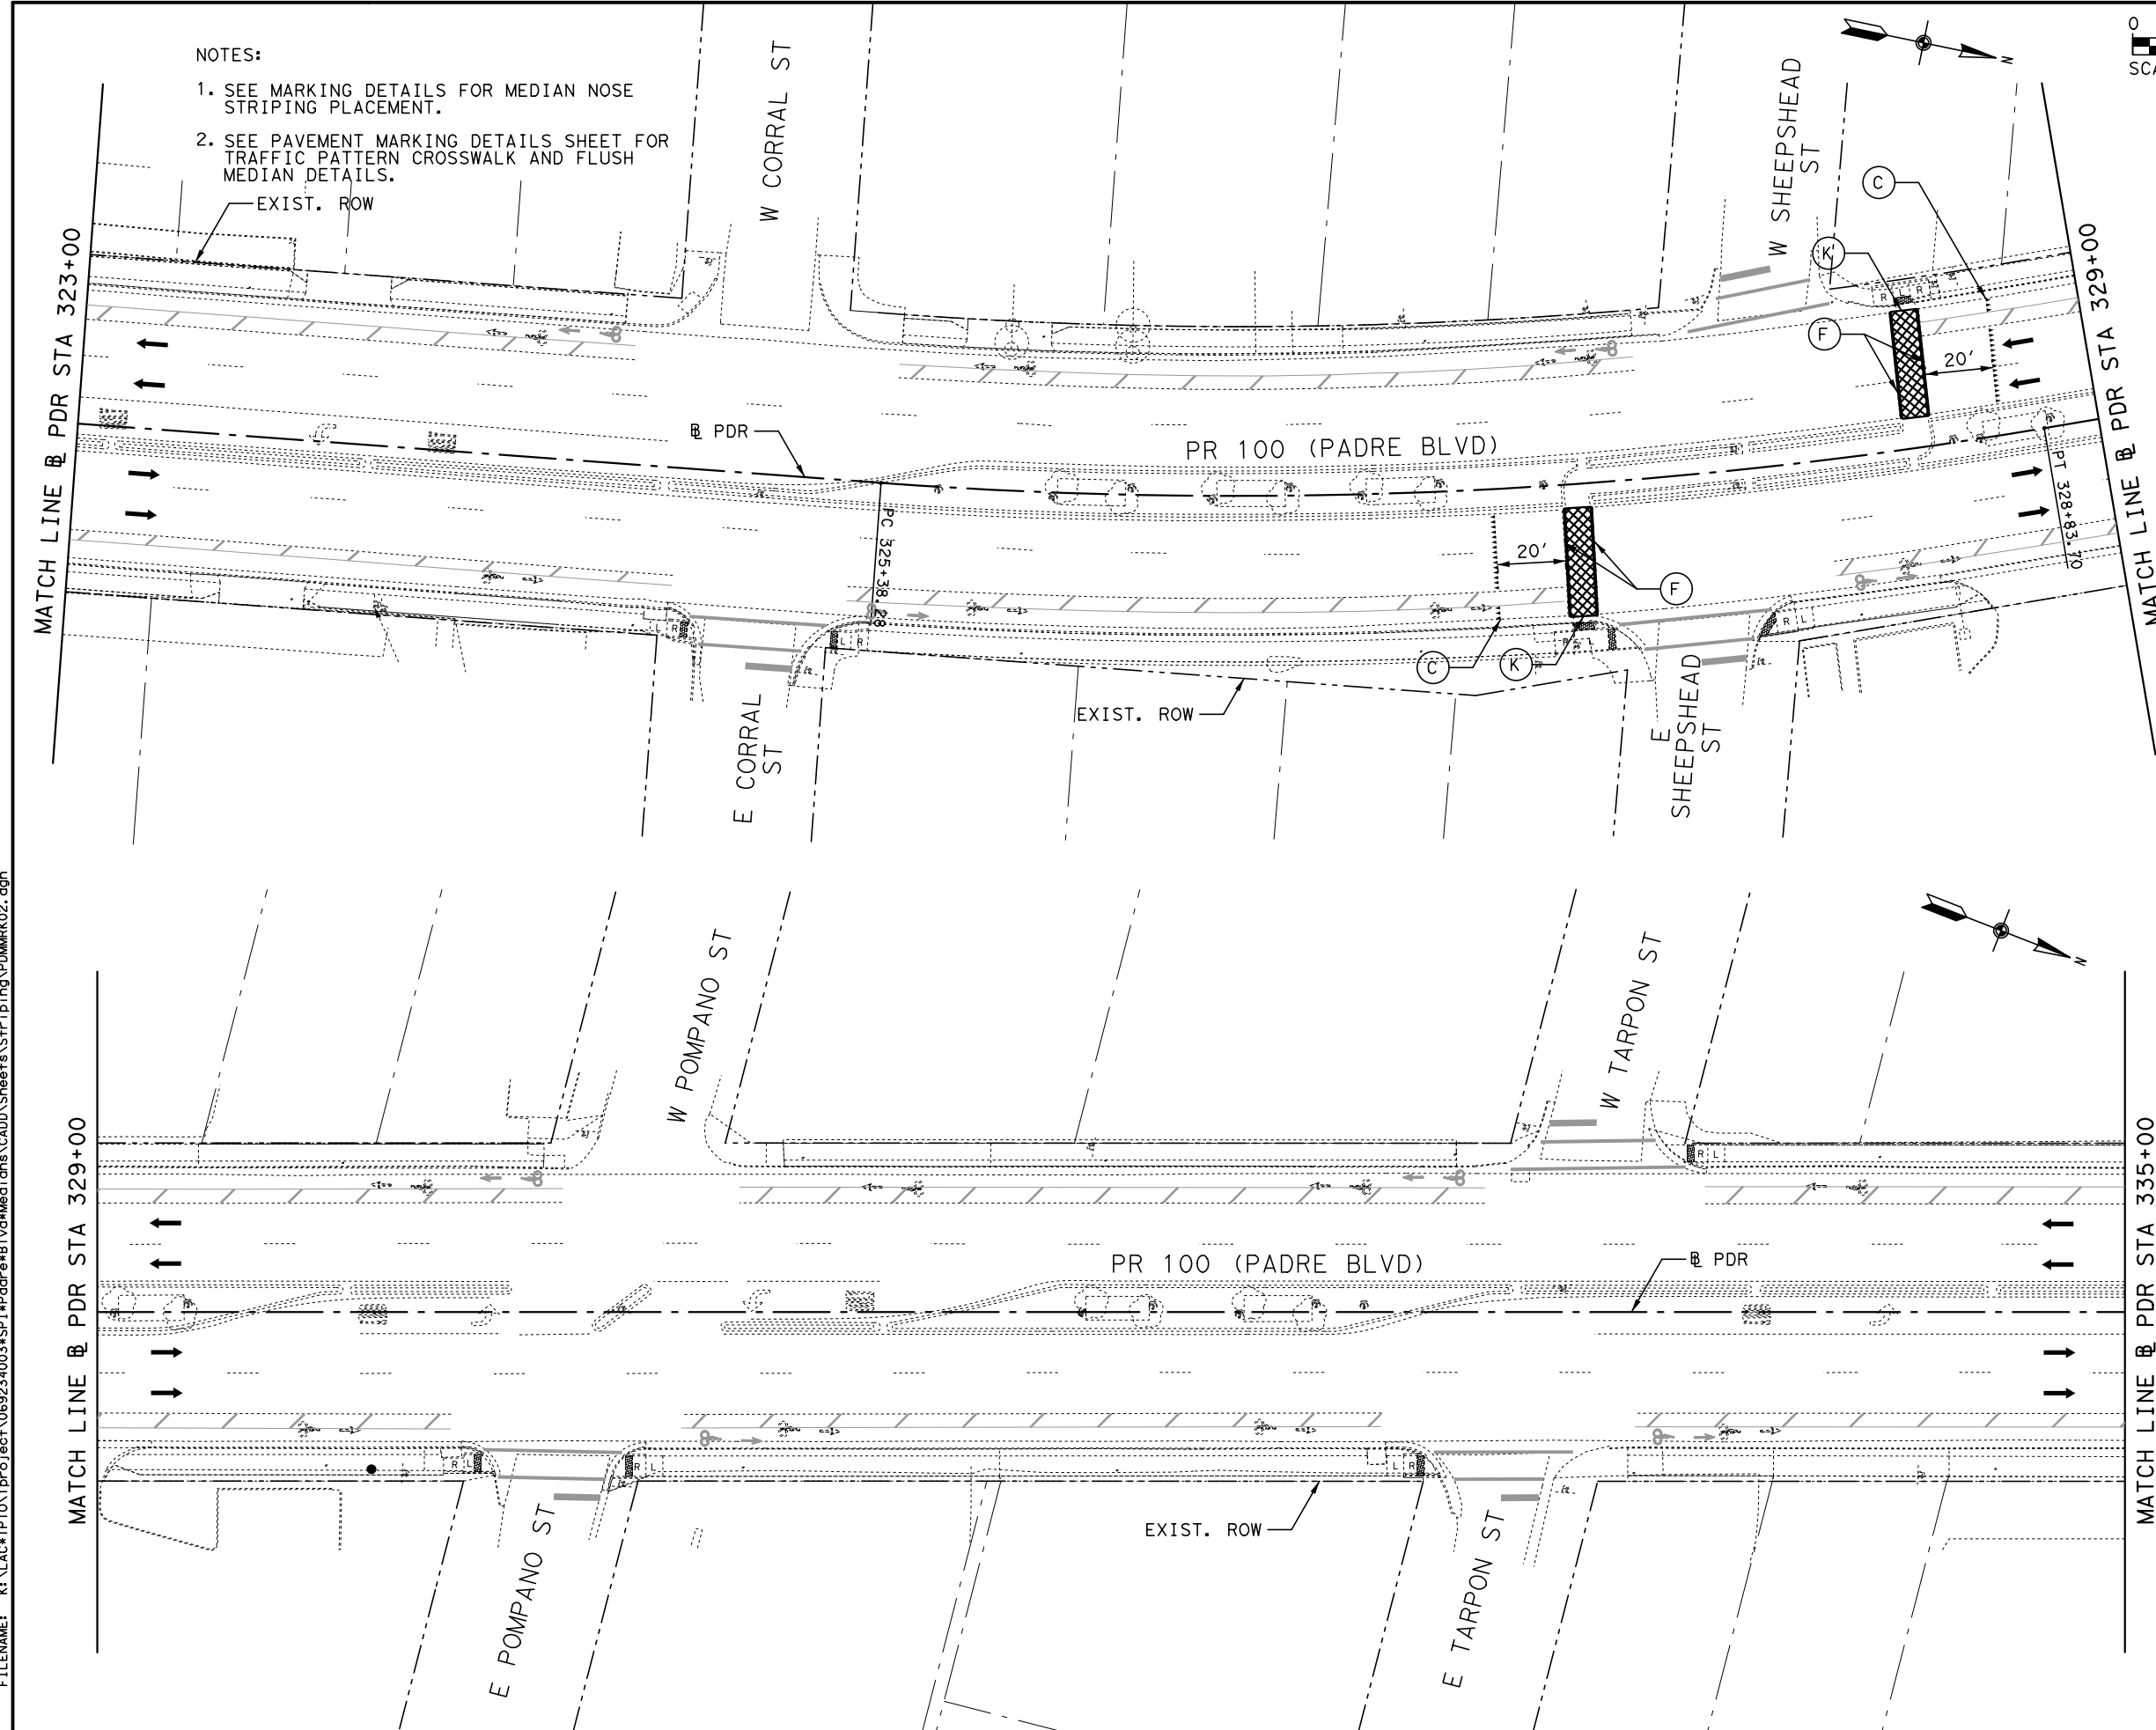 NOTES:
1. SEE MARKING DETAILS FOR MEDIAN NOSE
STRIPING PLACEMENT.
2. SEE PAVEMENT MARKING DETAILS SHEET FOR
TRAFFIC PATTERN CROSSWALK AND FLUSH
MEDIAN DETAILS.
EXIST. ROW
W CORRAL ST
W SHEEPSHEAD
ST
N
0
C
K
F
R L R
20'
MATCH LINE ℄ PDR STA 323+00
MATCH LINE ℄ PDR STA 329+00
℄ PDR
PR 100 (PADRE BLVD)
PC 325+38.28
PT 328+83.70
20'
F
C
K
L R
L R
R L
R L
EXIST. ROW
E CORRAL
ST
E
SHEEPSHEAD
ST
N
W POMPANO ST
W TARPON ST
R L
MATCH LINE ℄ PDR STA 329+00
MATCH LINE ℄ PDR STA 335+00
PR 100 (PADRE BLVD)
℄ PDR
R L
R L
L R
EXIST. ROW
E POMPANO ST
E TARPON ST